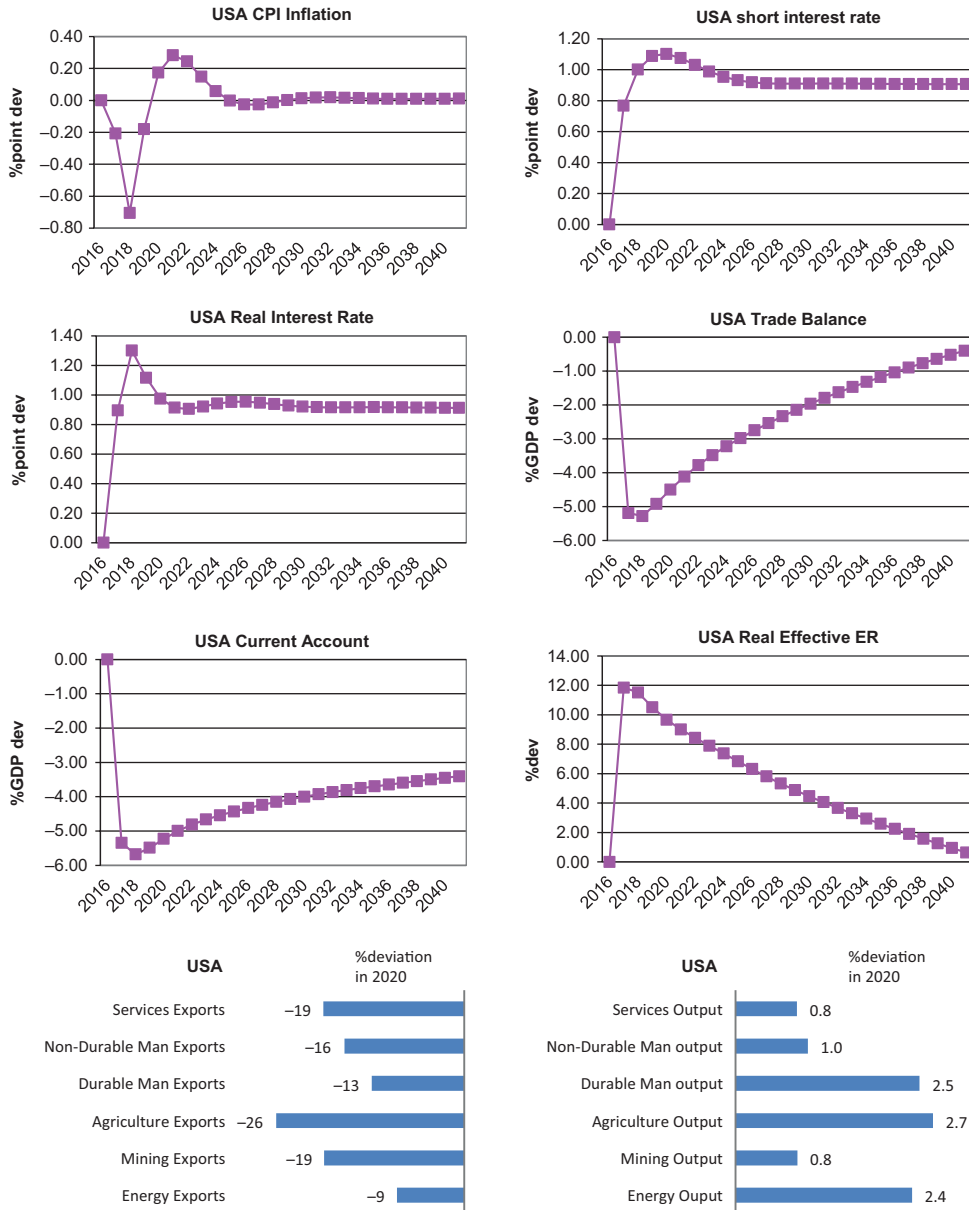 USA CPI Inflation
%point dev
0.40
0.20
0.00
–0.20
–0.40
–0.60
–0.80
2016 2018 2020 2022 2024 2026 2028 2030 2032 2034 2036 2038 2040
USA short interest rate
%point dev
1.20
1.00
0.80
0.60
0.40
0.20
0.00
2016 2018 2020 2022 2024 2026 2028 2030 2032 2034 2036 2038 2040
USA Real Interest Rate
%point dev
1.40
1.20
1.00
0.80
0.60
0.40
0.20
0.00
2016 2018 2020 2022 2024 2026 2028 2030 2032 2034 2036 2038 2040
USA Trade Balance
%GDP dev
0.00
–1.00
–2.00
–3.00
–4.00
–5.00
–6.00
2016 2018 2020 2022 2024 2026 2028 2030 2032 2034 2036 2038 2040
USA Current Account
%GDP dev
0.00
–1.00
–2.00
–3.00
–4.00
–5.00
–6.00
2016 2018 2020 2022 2024 2026 2028 2030 2032 2034 2036 2038 2040
USA Real Effective ER
%dev
14.00
12.00
10.00
8.00
6.00
4.00
2.00
0.00
2016 2018 2020 2022 2024 2026 2028 2030 2032 2034 2036 2038 2040
USA
%deviation
in 2020
Services Exports –19
Non-Durable Man Exports –16
Durable Man Exports –13
Agriculture Exports –26
Mining Exports –19
Energy Exports –9
USA
%deviation
in 2020
Services Output 0.8
Non-Durable Man output 1.0
Durable Man output 2.5
Agriculture Output 2.7
Mining Output 0.8
Energy Ouput 2.4